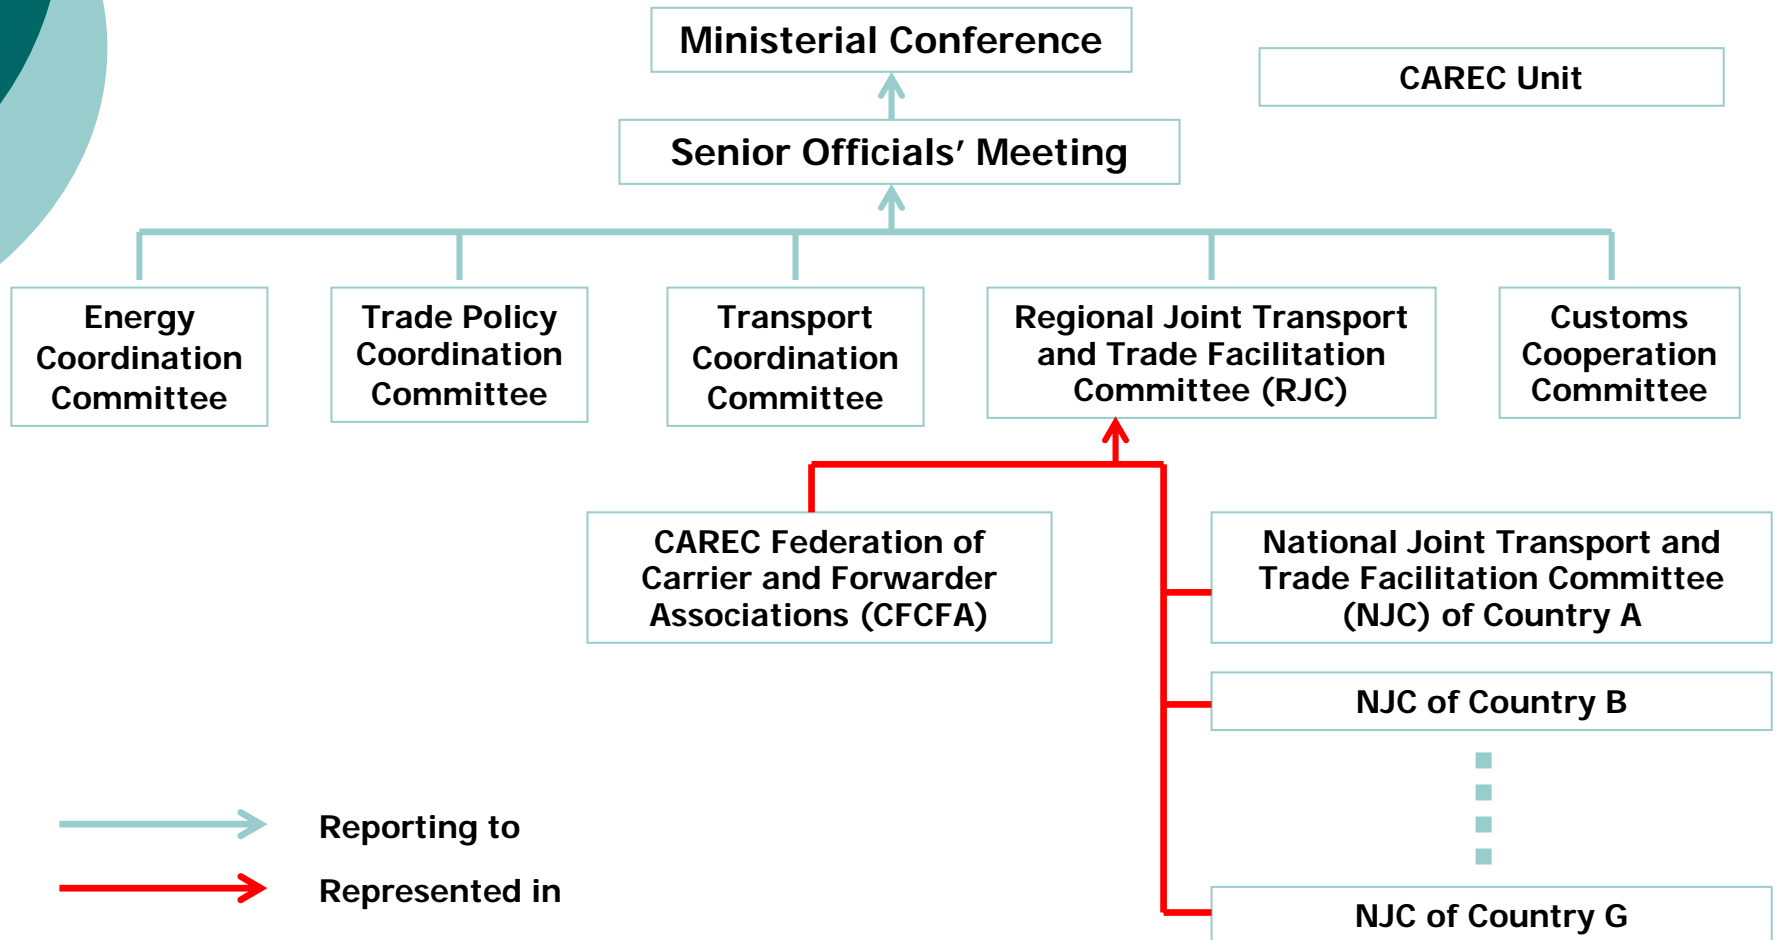 Ministerial Conference
CAREC Unit
Senior Officials’ Meeting
Energy
Coordination
Committee
Trade Policy
Coordination
Committee
Transport
Coordination
Committee
Regional Joint Transport
and Trade Facilitation
Committee (RJC)
Customs
Cooperation
Committee
CAREC Federation of
Carrier and Forwarder
Associations (CFCFA)
National Joint Transport and
Trade Facilitation Committee
(NJC) of Country A
NJC of Country B
NJC of Country G
Reporting to
Represented in